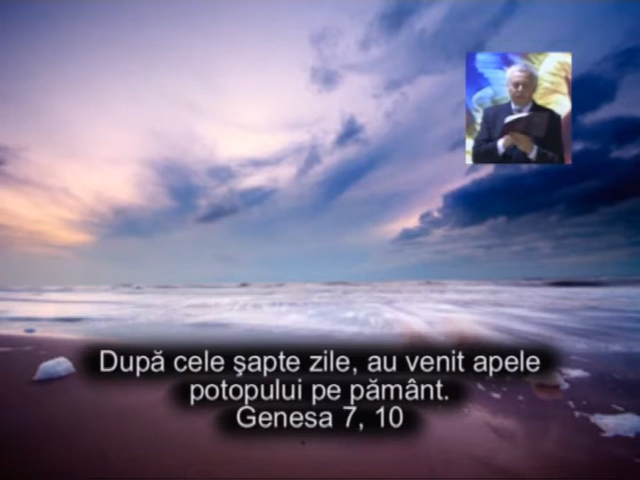 După cele şapte zile, au venit apele
potopului pe pământ.
Genesa 7, 10